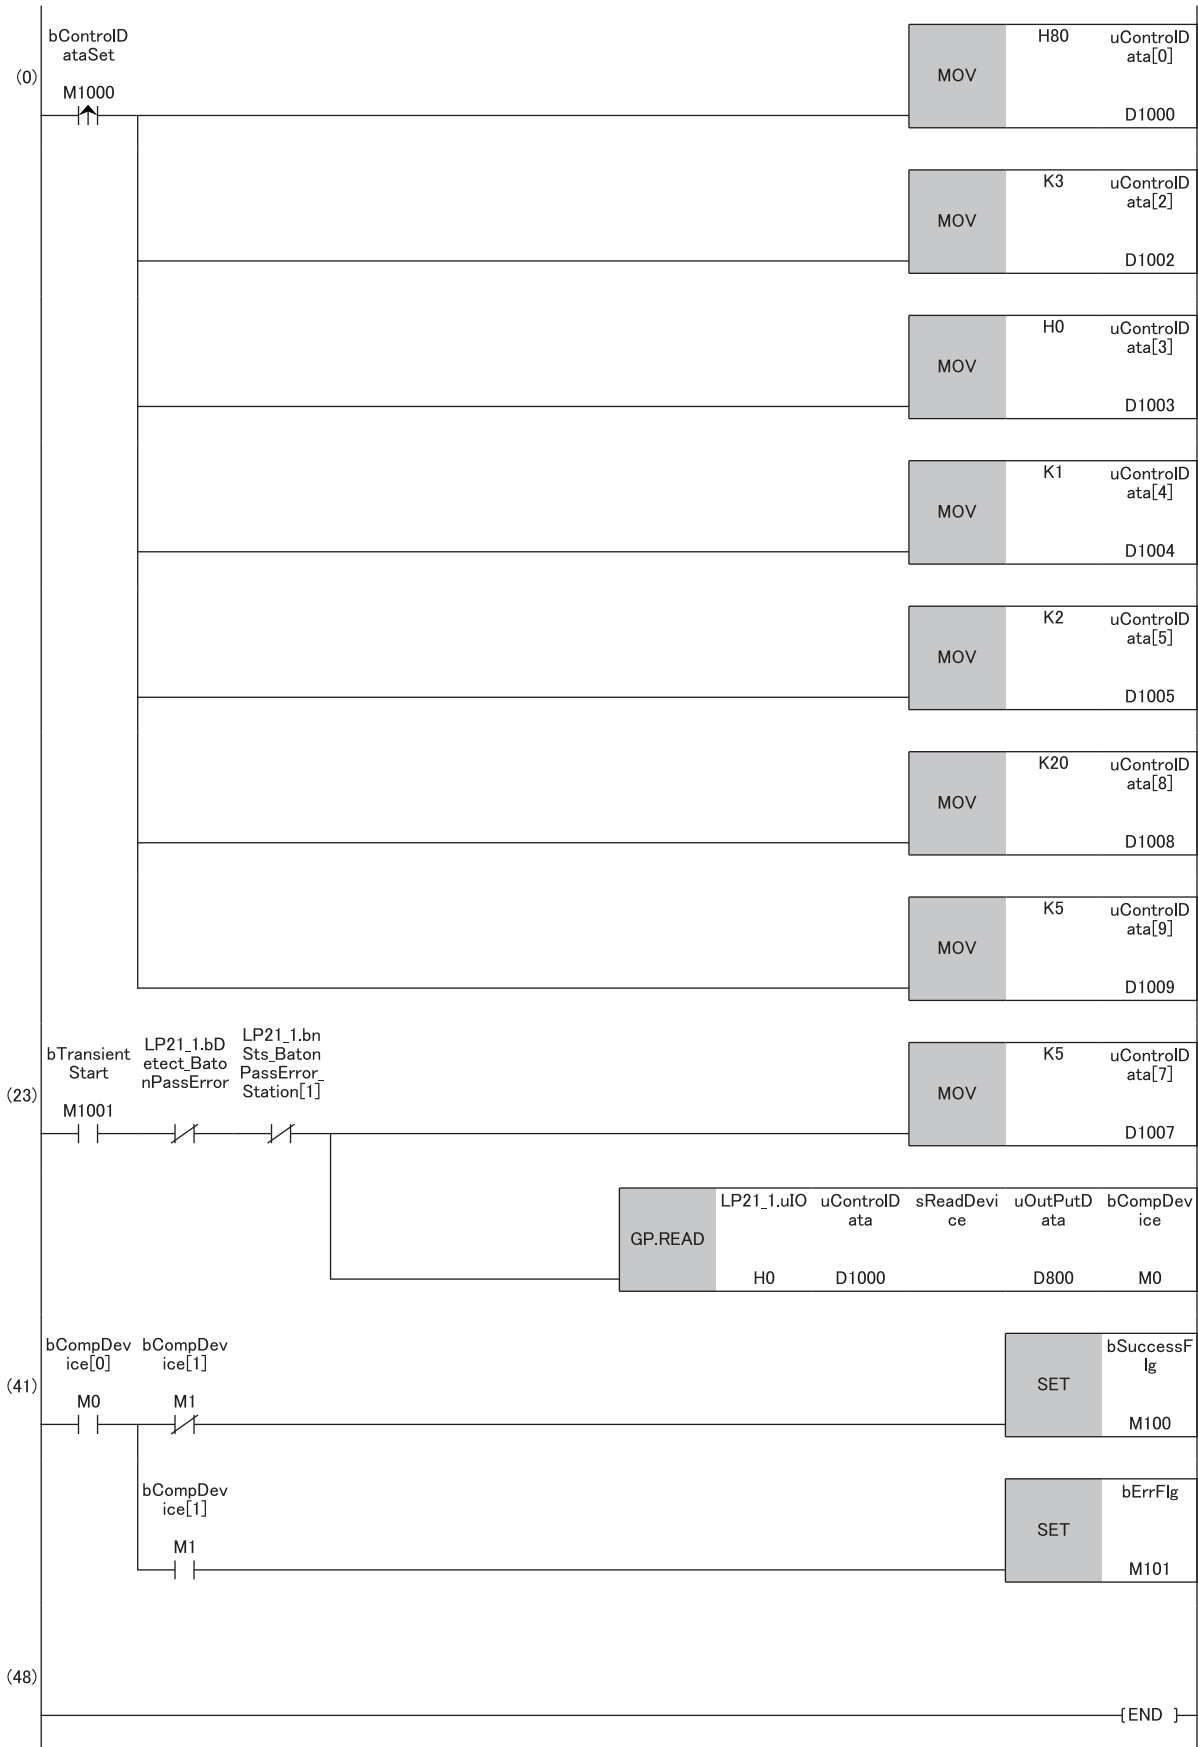 bControlD
ataSet
(0)
M1000
MOV
H80
uControlD
ata[0]
D1000
MOV
K3
uControlD
ata[2]
D1002
MOV
H0
uControlD
ata[3]
D1003
MOV
K1
uControlD
ata[4]
D1004
MOV
K2
uControlD
ata[5]
D1005
MOV
K20
uControlD
ata[8]
D1008
MOV
K5
uControlD
ata[9]
D1009
(23)
bTransient
Start
M1001
LP21_1.bD
etect_Bato
nPassError
LP21_1.bn
Sts_Baton
PassError_
Station[1]
MOV
K5
uControlD
ata[7]
D1007
GP.READ
LP21_1.uIO
H0
uControlD
ata
D1000
sReadDevi
ce
uOutPutD
ata
D800
bCompDev
ice
M0
(41)
bCompDev
ice[0]
M0
bCompDev
ice[1]
M1
SET
bSuccessF
lg
M100
bCompDev
ice[1]
M1
SET
bErrFlg
M101
(48)
[END ]